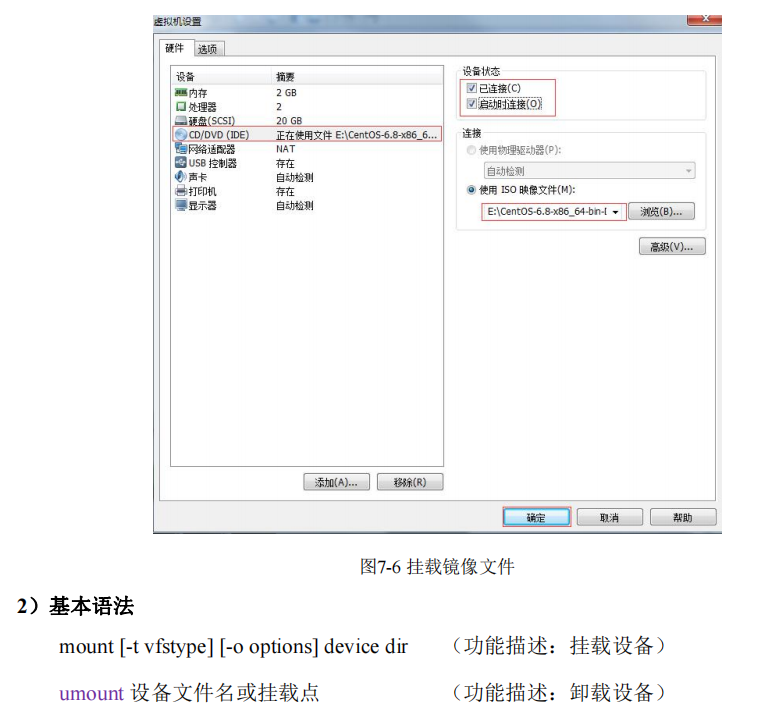 虚拟机设置
硬件 选项
设备 摘要
内存 2 GB
处理器 2
硬盘(SCSI) 20 GB
CD/DVD (IDE) 正在使用文件 E:\CentOS-6.8-x86_6...
网络适配器 NAT
USB 控制器 存在
声卡 自动检测
打印机 存在
显示器 自动检测
添加(A)... 移除(R)
设备状态
已连接(C)
启动时连接(O)
连接
使用物理驱动器(P):
自动检测
使用 ISO 映像文件(M):
E:\CentOS-6.8-x86_64-bin-[ 浏览(B)...
高级(V)...
确定 取消 帮助
图7-6 挂载镜像文件
2）基本语法
mount [-t vfstype] [-o options] device dir （功能描述：挂载设备）
umount 设备文件名或挂载点 （功能描述：卸载设备）